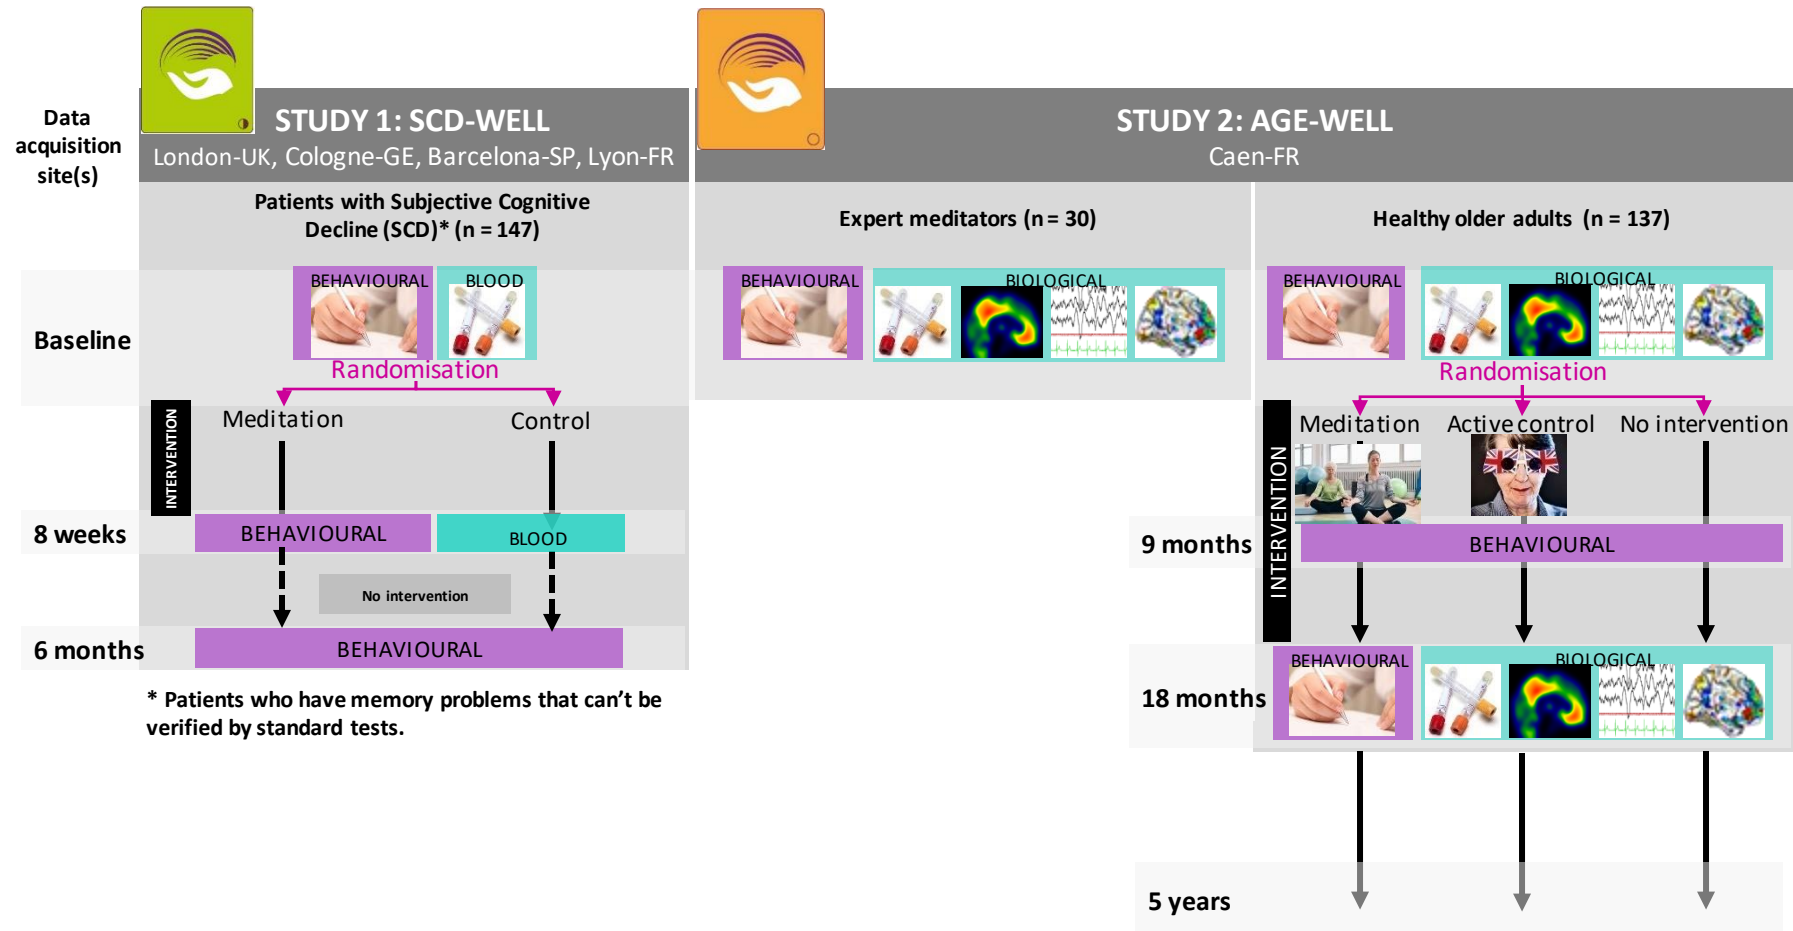 Data
acquisition
site(s)
STUDY 1: SCD-WELL
London-UK, Cologne-GE, Barcelona-SP, Lyon-FR
Patients with Subjective Cognitive
Decline (SCD)* (n = 147)
Baseline
BEHAVIOURAL
BLOOD
Randomisation
INTERVENTION
Meditation
Control
8 weeks
BEHAVIOURAL
BLOOD
No intervention
6 months
BEHAVIOURAL
* Patients who have memory problems that can't be
verified by standard tests.
STUDY 2: AGE-WELL
Caen-FR
Expert meditators (n = 30)
BEHAVIOURAL
BIOLOGICAL
Healthy older adults (n = 137)
BEHAVIOURAL
BIOLOGICAL
Randomisation
INTERVENTION
Meditation
Active control
No intervention
9 months
BEHAVIOURAL
18 months
BEHAVIOURAL
BIOLOGICAL
5 years